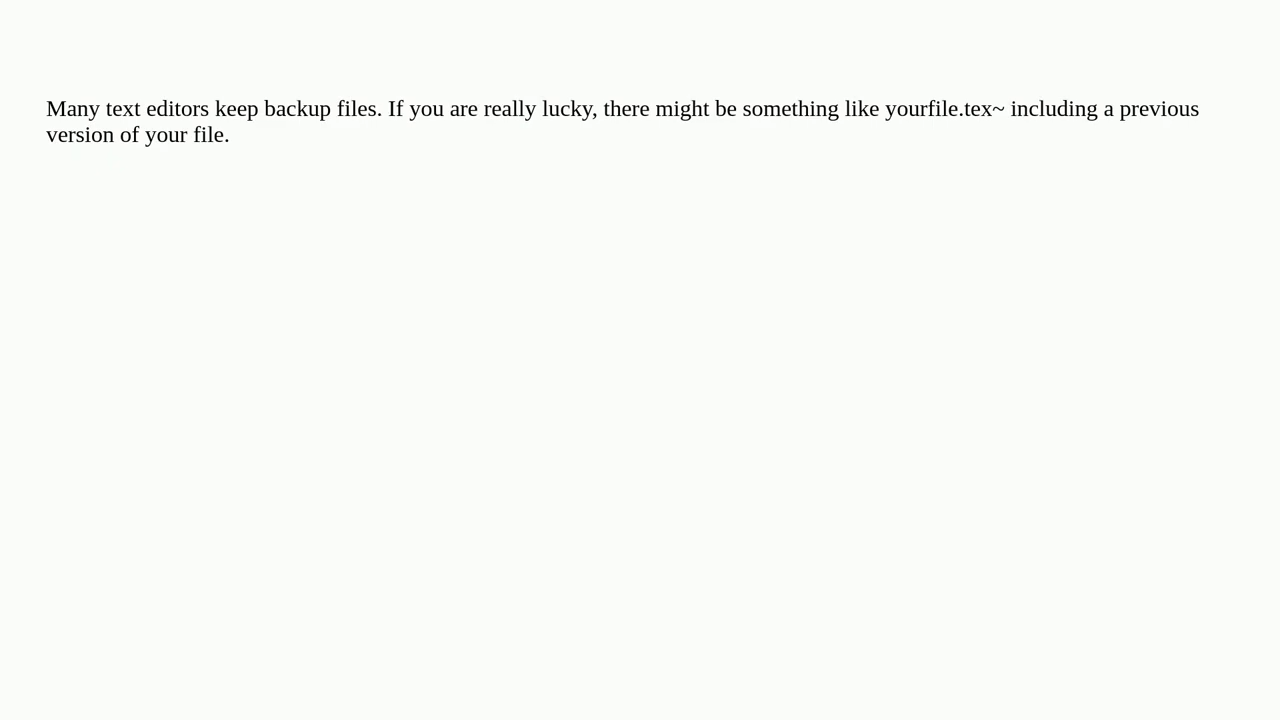 Many text editors keep backup files. If you are really lucky, there might be something like yourfile.tex~ including a previous
version of your file.